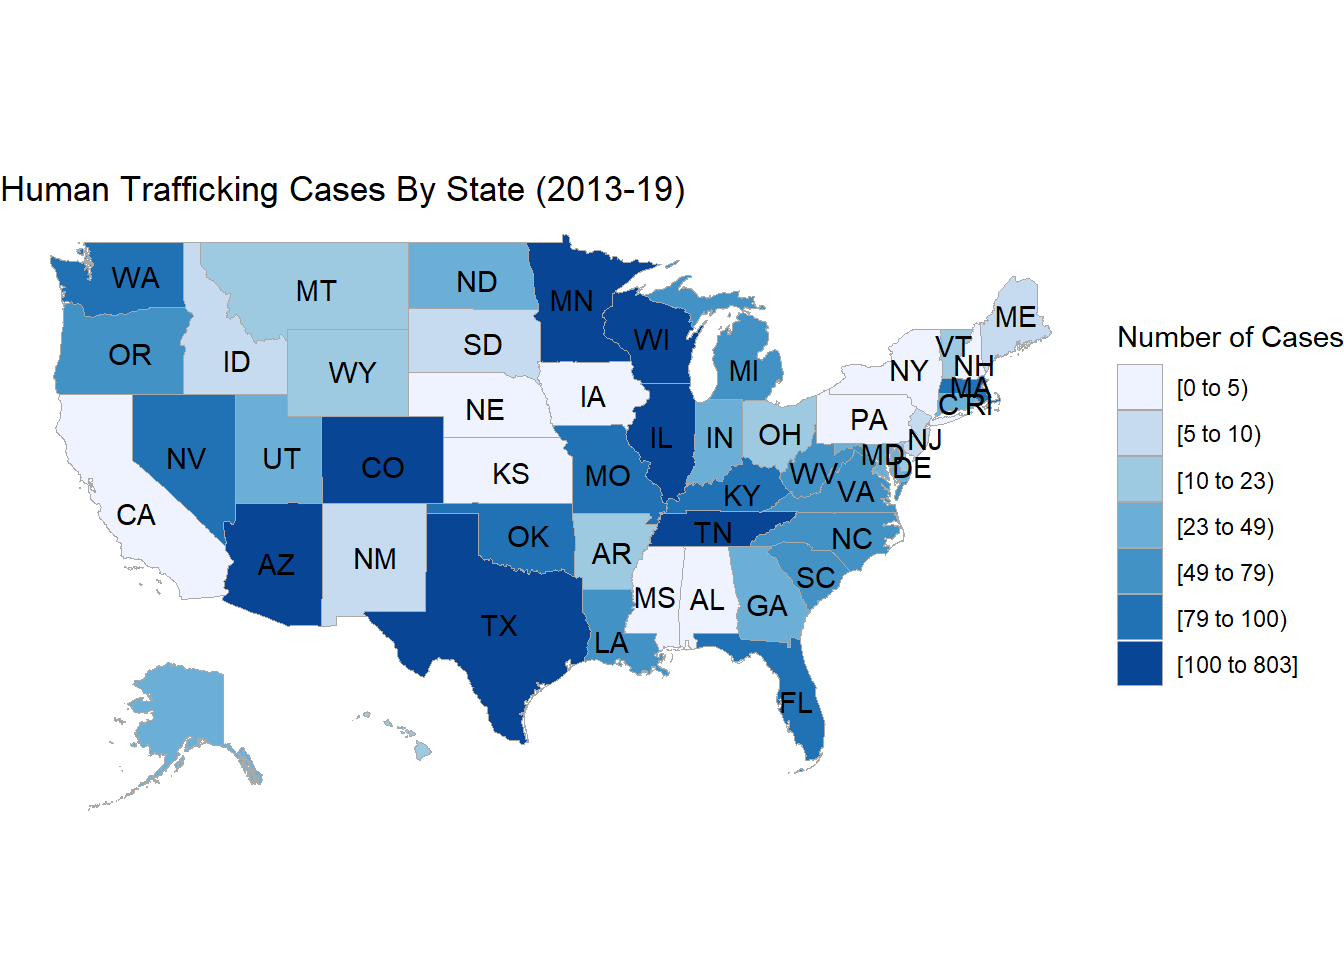 Human Trafficking Cases By State (2013-19)
WA
MT
ND
MN
ME
OR
ID
SD
WI
VT
NH
WY
MI
NY
MA
NE
IA
CT
RI
PA
NV
UT
CO
KS
MO
IL
IN
OH
NJ
MD
DE
WV
VA
KY
CA
AZ
NM
OK
AR
TN
NC
SC
MS
AL
GA
TX
LA
FL
Number of Cases
[0 to 5)
[5 to 10)
[10 to 23)
[23 to 49)
[49 to 79)
[79 to 100)
[100 to 803]